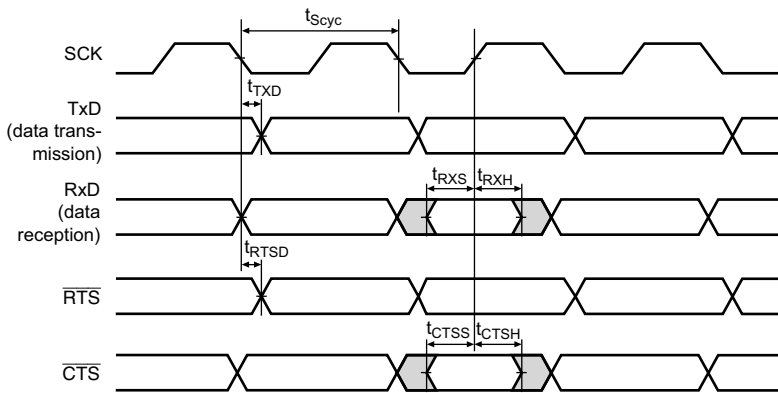 tScyc
SCK
tTXD
TxD
(data trans-
mission)
RxD
(data
reception)
tRXS
tRXH
tRTSD
RTS
tCTSS
tCTSH
CTS